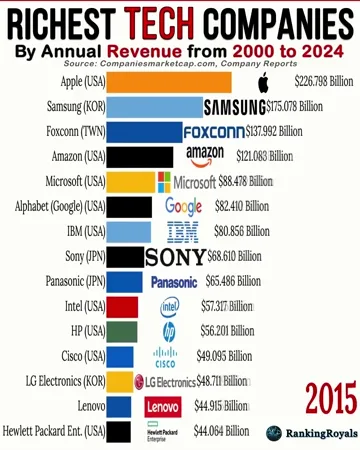 RICHEST TECH COMPANIES
By Annual Revenue from 2000 to 2024
Source: Companiesmarketcap.com, Company Reports
Apple (USA) $226.798 Billion
Samsung (KOR) SAMSUNG $175.078 Billion
Foxconn (TWN) FOXCONN $137.992 Billion
Amazon (USA) amazon $121.083 Billion
Microsoft (USA) Microsoft $88.478 Billion
Alphabet (Google) (USA) Google $82.410 Billion
IBM (USA) IBM $80.856 Billion
Sony (JPN) SONY $68.610 Billion
Panasonic (JPN) Panasonic $65.486 Billion
Intel (USA) intel $57.317 Billion
HP (USA) hp $56.201 Billion
Cisco (USA) CISCO $49.095 Billion
LG Electronics (KOR) LG Electronics $48.711 Billion
Lenovo Lenovo $44.915 Billion
Hewlett Packard Ent. (USA) Hewlett Packard Enterprise $44.064 Billion
2015
RankingRoyals